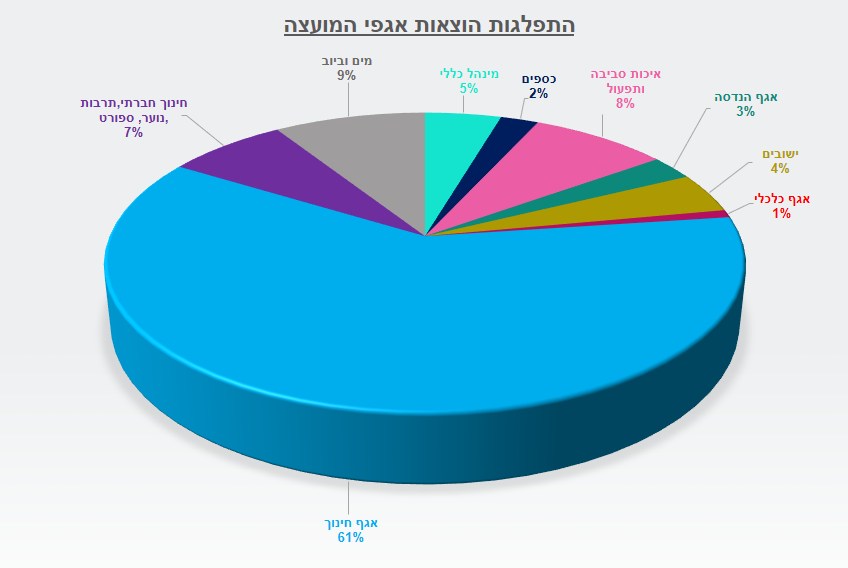 התפלגות הוצאות אגפי המועצה
מים וביוב
9%
מינהל כללי
5%
כספים
2%
איכות סביבה
ותפעול
8%
אגף הנדסה
3%
ישובים
4%
אגף כלכלי
1%
חינוך חברתי,תרבות
,נוער, ספורט
7%
אגף חינוך
61%